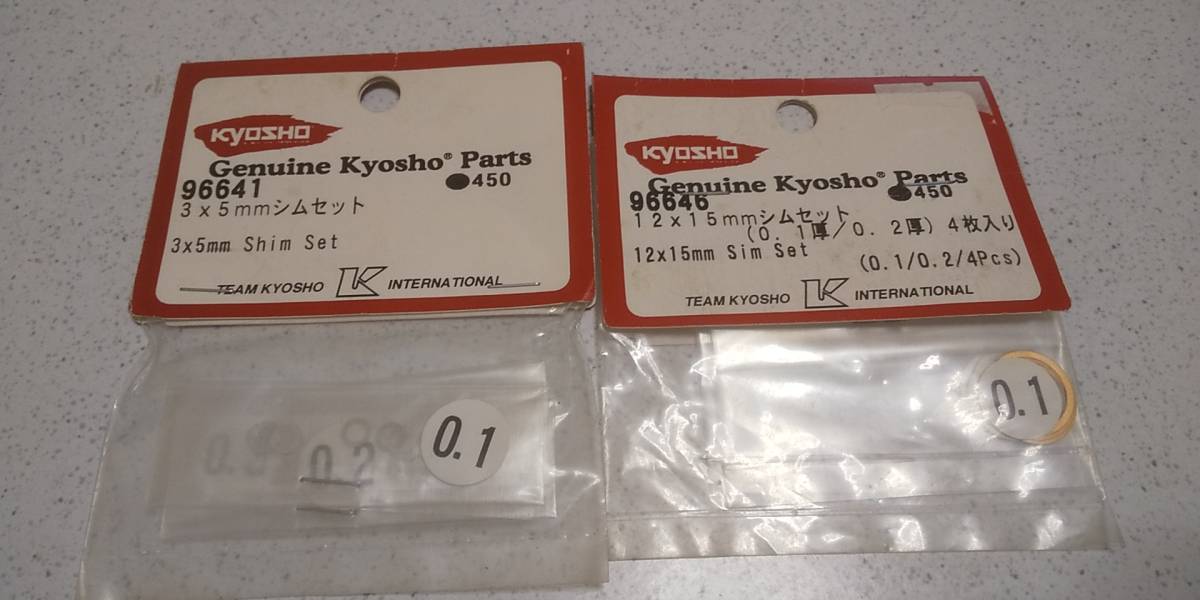 KYOSHO
Genuine Kyosho® Parts
96641 ●450
3x5mmシムセット
3x5mm Shim Set
TEAM KYOSHO K INTERNATIONAL
0.2
0.1
KYOSHO
Genuine Kyosho® Parts
96646 ●450
12x15mmシムセット
(0.1厚/0.2厚)4枚入り
12x15mm Sim Set (0.1/0.2/4Pcs)
TEAM KYOSHO K INTERNATIONAL
0.1